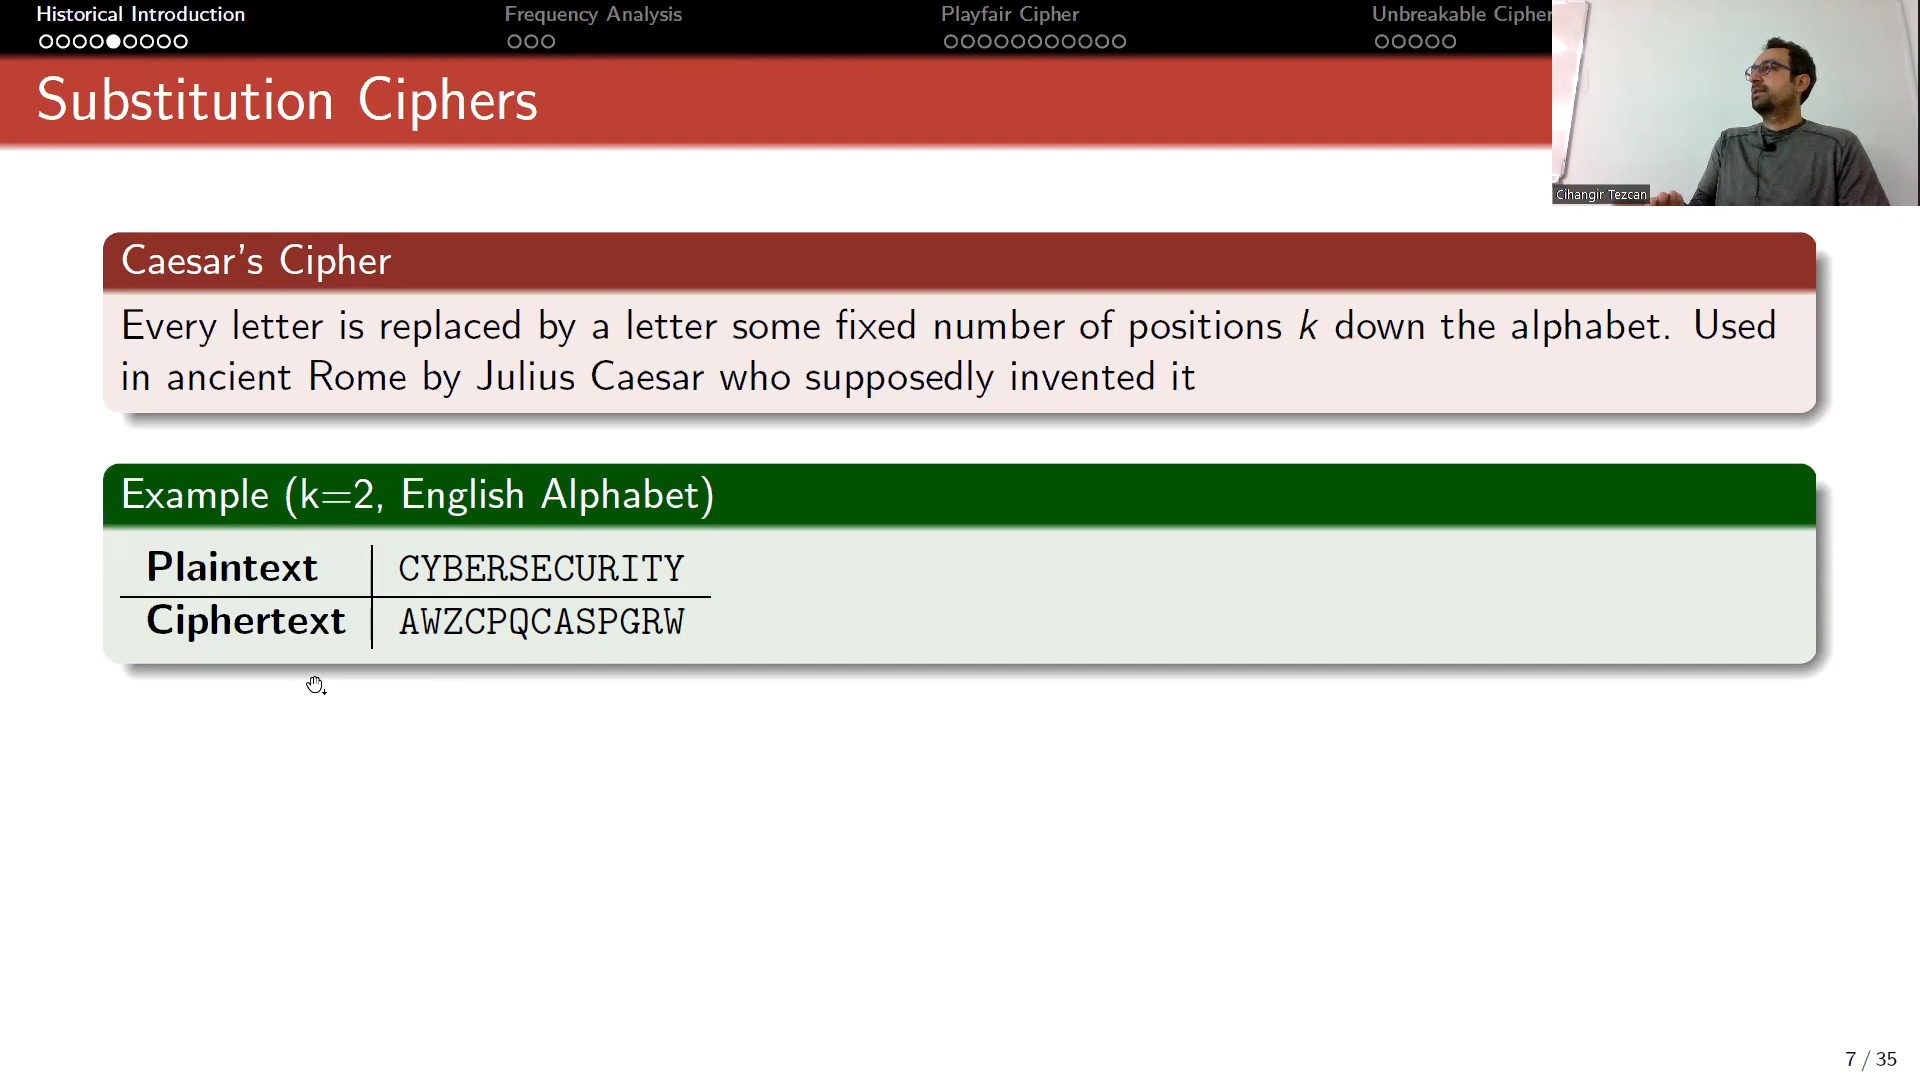 Historical Introduction
Frequency Analysis
Playfair Cipher
Unbreakable Cipher
Substitution Ciphers
Cihangir Tezcan
Caesar's Cipher
Every letter is replaced by a letter some fixed number of positions k down the alphabet. Used
in ancient Rome by Julius Caesar who supposedly invented it
Example (k=2, English Alphabet)
Plaintext CYBERSECURITY
Ciphertext AWZCPQCASPGRW
7 / 35